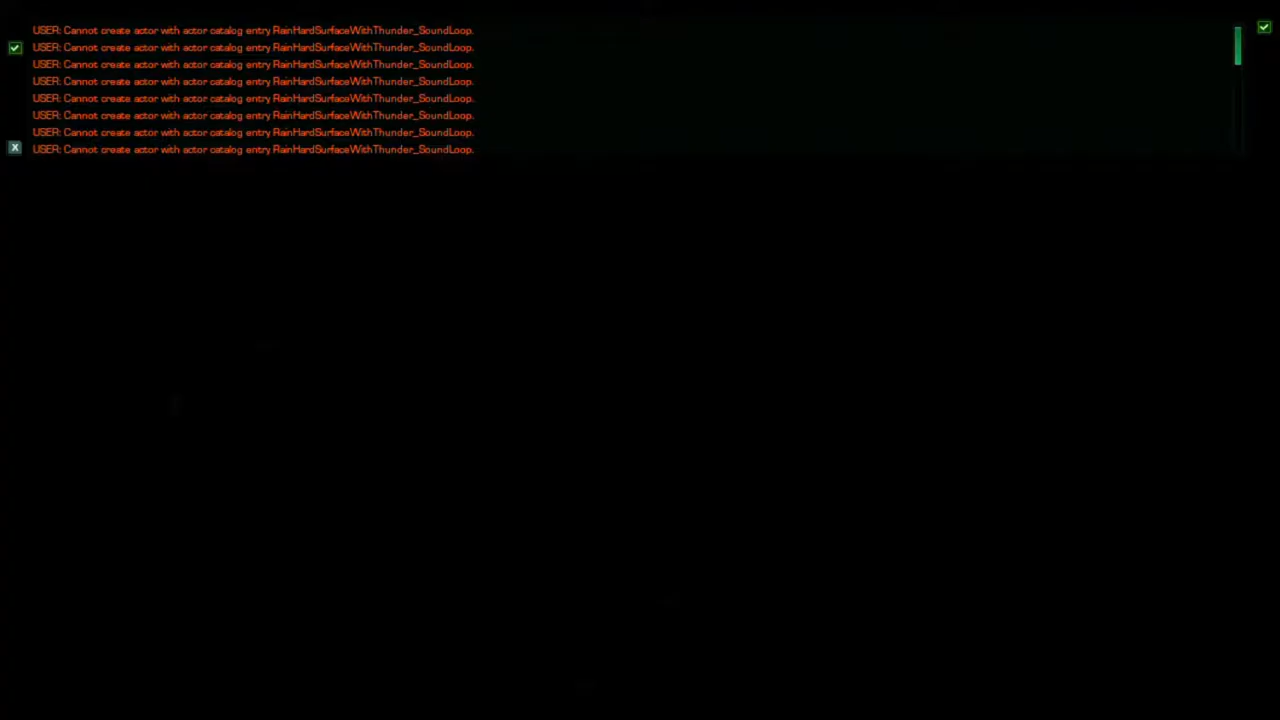 USER: Cannot create actor with actor catalog entry RainHardSurfaceWithThunder_SoundLoop.
USER: Cannot create actor with actor catalog entry RainHardSurfaceWithThunder_SoundLoop.
USER: Cannot create actor with actor catalog entry RainHardSurfaceWithThunder_SoundLoop.
USER: Cannot create actor with actor catalog entry RainHardSurfaceWithThunder_SoundLoop.
USER: Cannot create actor with actor catalog entry RainHardSurfaceWithThunder_SoundLoop.
USER: Cannot create actor with actor catalog entry RainHardSurfaceWithThunder_SoundLoop.
USER: Cannot create actor with actor catalog entry RainHardSurfaceWithThunder_SoundLoop.
X USER: Cannot create actor with actor catalog entry RainHardSurfaceWithThunder_SoundLoop.